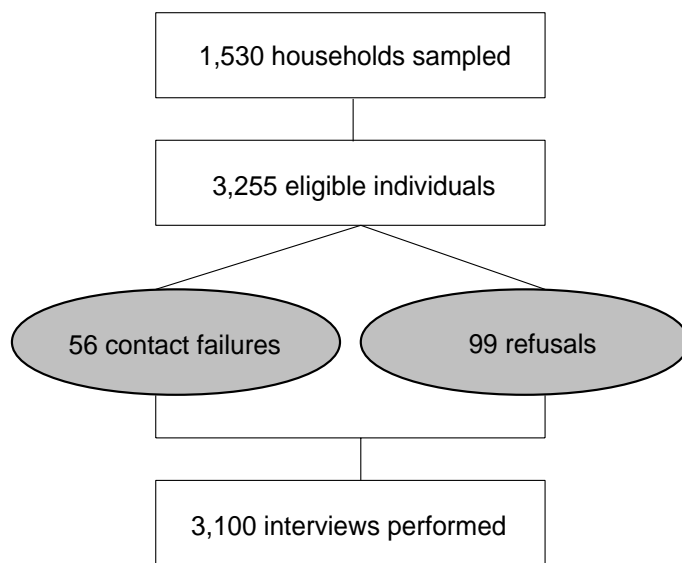 1,530 households sampled
3,255 eligible individuals
56 contact failures
99 refusals
3,100 interviews performed